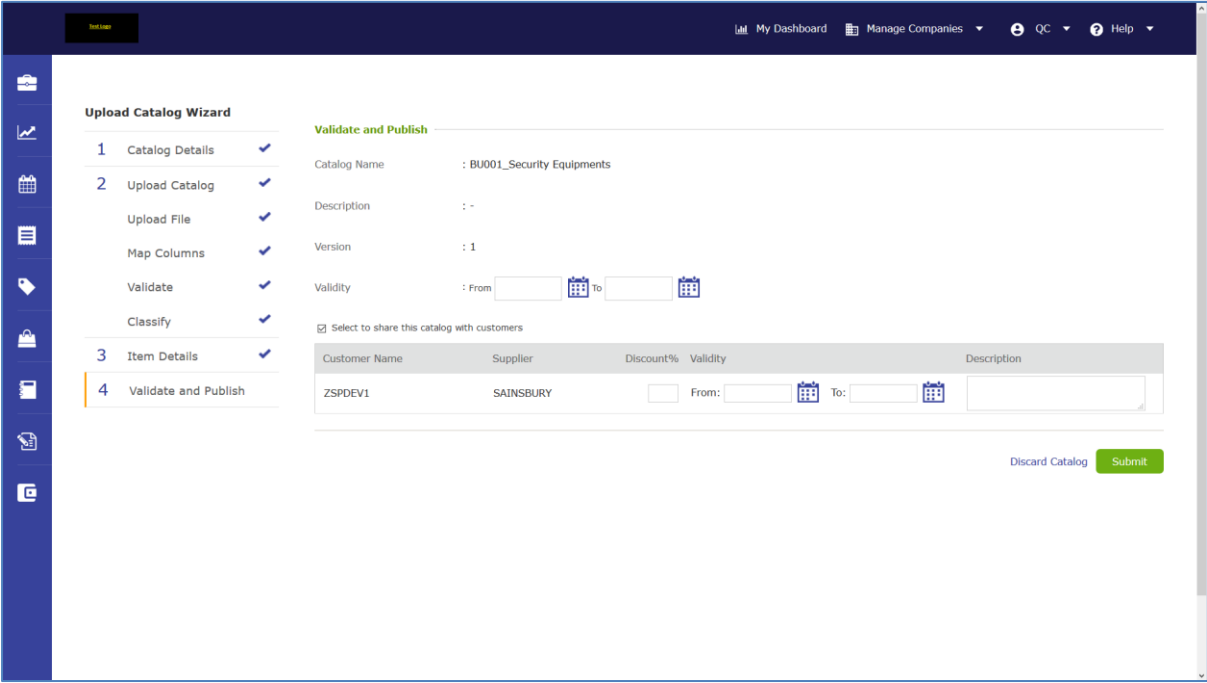 Test Logo
My Dashboard
Manage Companies
QC
Help
Upload Catalog Wizard
1 Catalog Details
2 Upload Catalog
Upload File
Map Columns
Validate
Classify
3 Item Details
4 Validate and Publish
Validate and Publish
Catalog Name : BU001_Security Equipments
Description : -
Version : 1
Validity : From To
Select to share this catalog with customers
Customer Name Supplier Discount% Validity Description
ZSPDEV1 SAINSBURY From: To:
Discard Catalog Submit